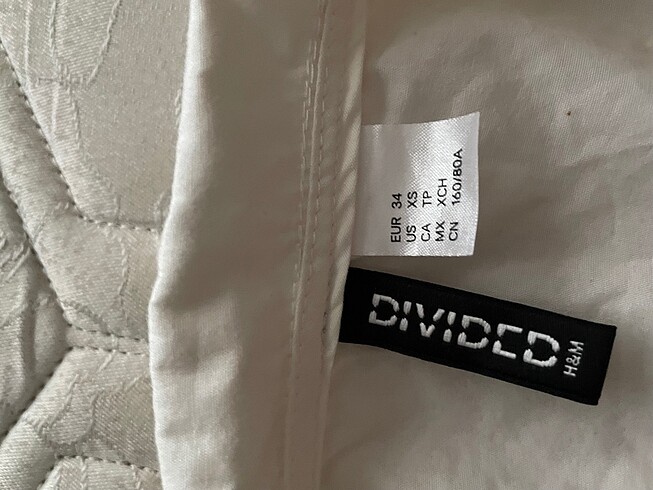 EUR 34
US XS
CA TP
MX XCH
CN 160/80A
DIVIDED
H&M